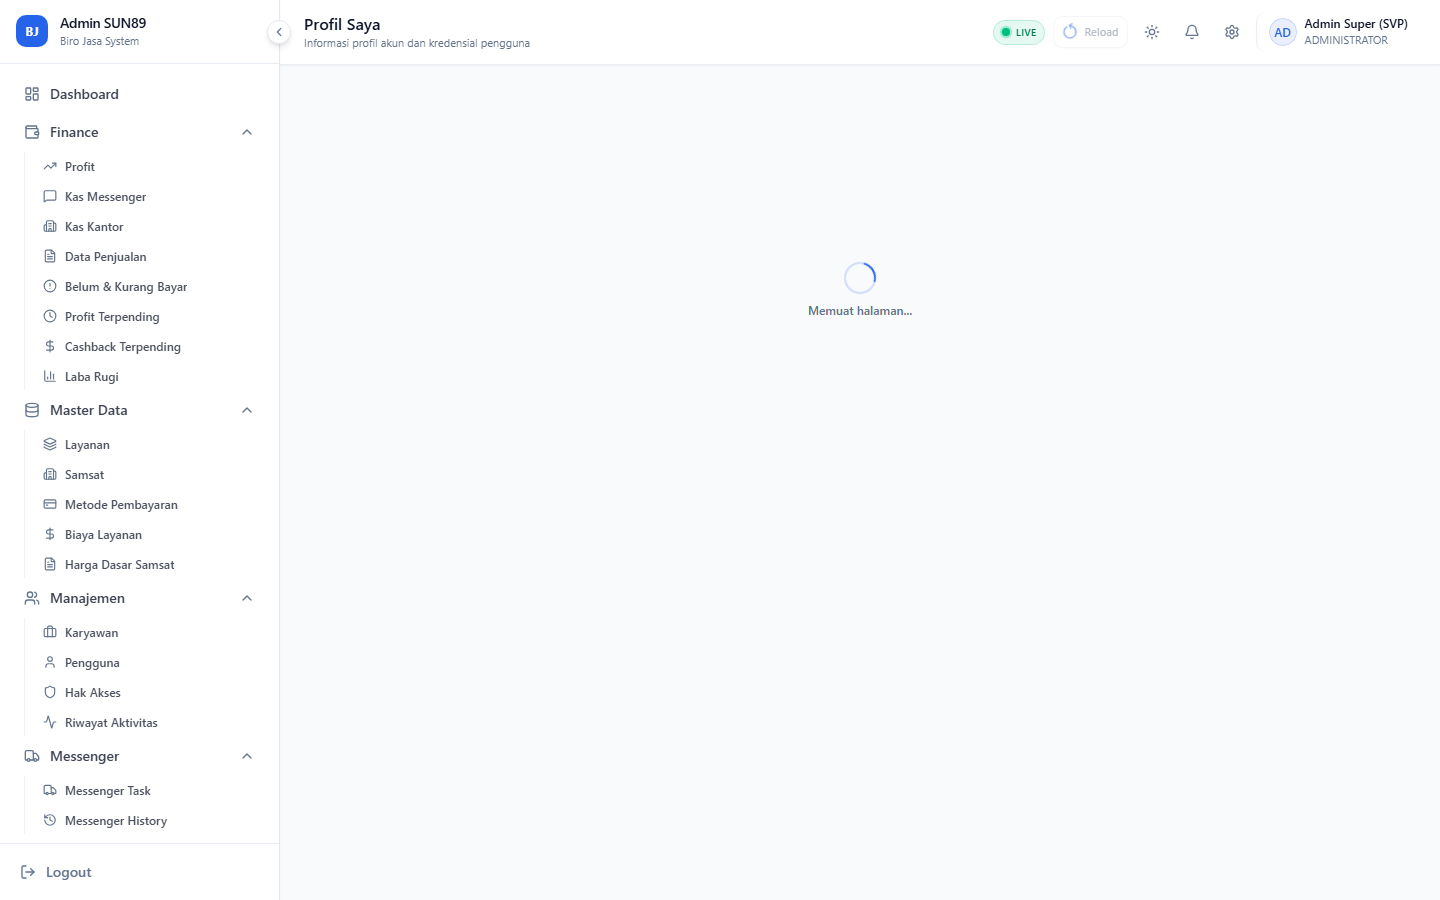 BJ
Admin SUN89
Biro Jasa System
Dashboard
Finance
Profit
Kas Messenger
Kas Kantor
Data Penjualan
Belum & Kurang Bayar
Profit Terpending
Cashback Terpending
Laba Rugi
Master Data
Layanan
Samsat
Metode Pembayaran
Biaya Layanan
Harga Dasar Samsat
Manajemen
Karyawan
Pengguna
Hak Akses
Riwayat Aktivitas
Messenger
Messenger Task
Messenger History
Logout
Profil Saya
Informasi profil akun dan kredensial pengguna
LIVE
Reload
AD
Admin Super (SVP)
ADMINISTRATOR
Memuat halaman...